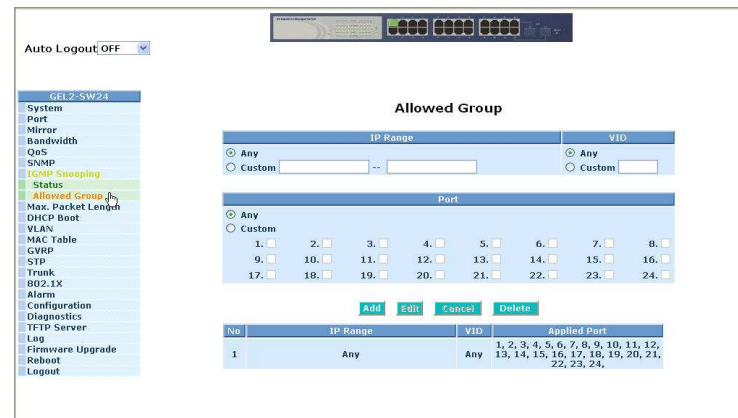 Auto Logout OFF
GEL2-SW24
System
Port
Mirror
Bandwidth
QoS
SNMP
IGMP Snooping
Status
Allowed Group
Max. Packet Length
DHCP Boot
VLAN
MAC Table
GVRP
STP
Trunk
802.1X
Alarm
Configuration
Diagnostics
TFTP Server
Log
Firmware Upgrade
Reboot
Logout
Allowed Group
IP Range VID
Any Any
Custom -- Custom
Port
Any
Custom
1. 2. 3. 4. 5. 6. 7. 8.
9. 10. 11. 12. 13. 14. 15. 16.
17. 18. 19. 20. 21. 22. 23. 24.
Add Edit Cancel Delete
No IP Range VID Applied Port
1 Any Any 1, 2, 3, 4, 5, 6, 7, 8, 9, 10, 11, 12,
13, 14, 15, 16, 17, 18, 19, 20, 21,
22, 23, 24,